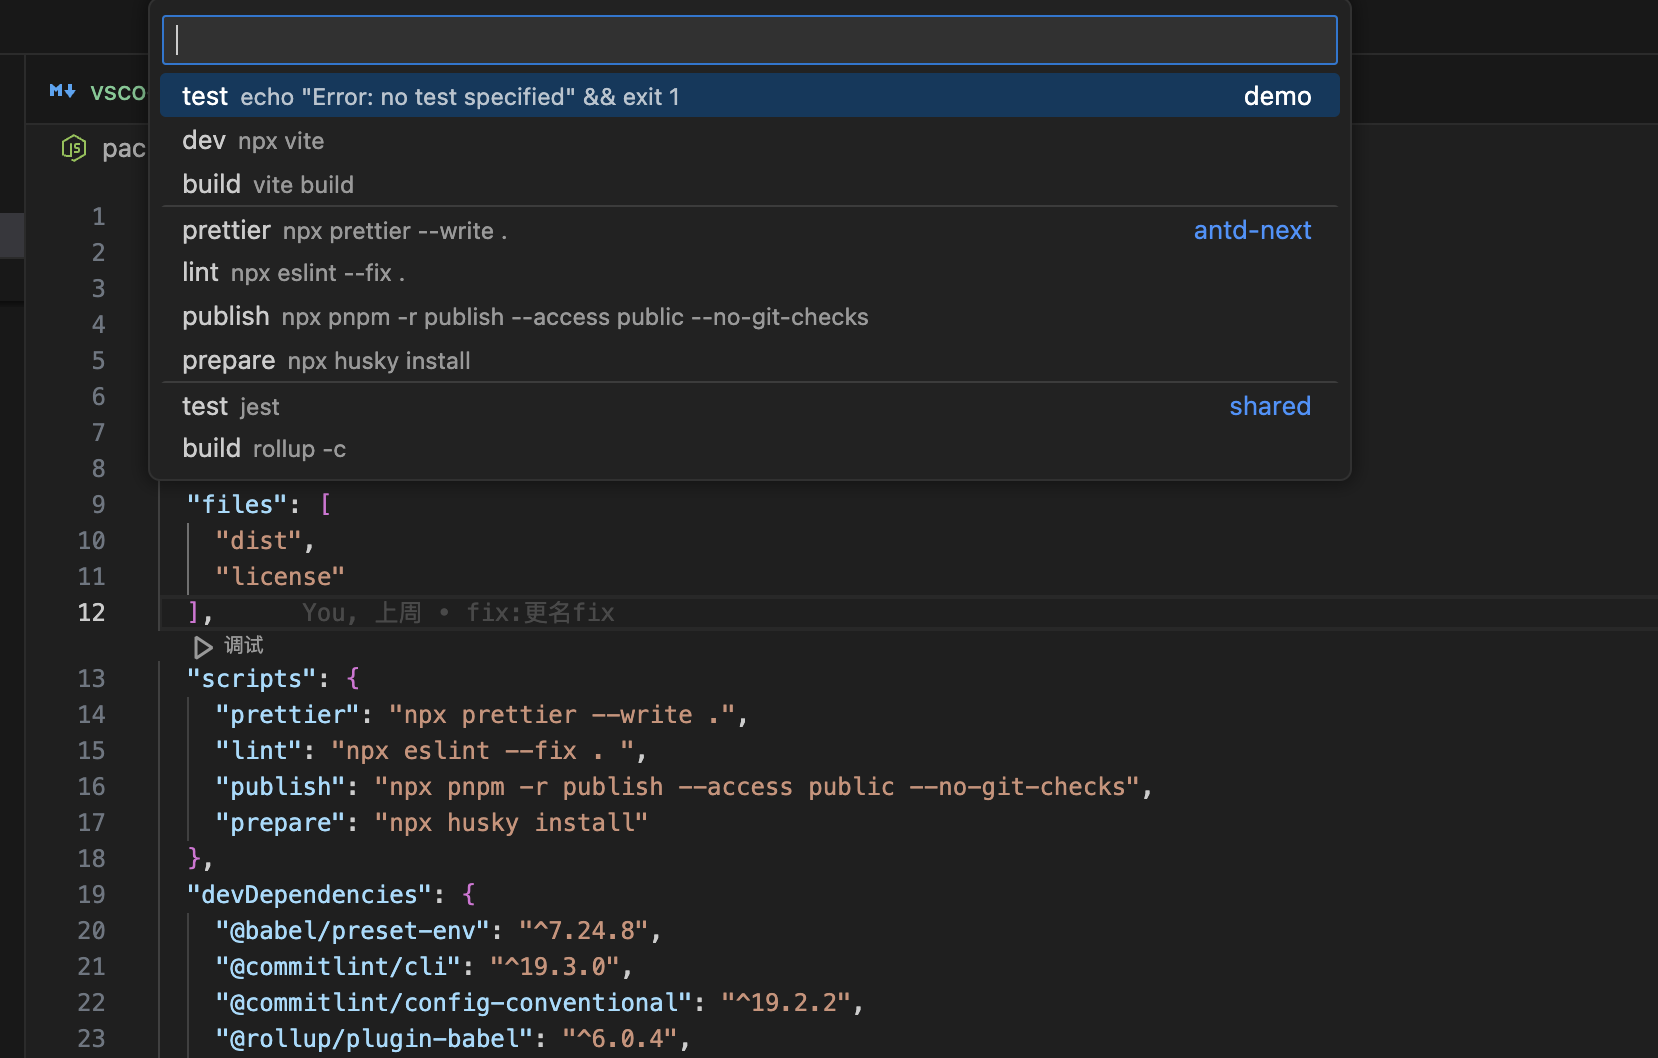 test echo "Error: no test specified" && exit 1 demo
dev npx vite
build vite build
prettier npx prettier --write . antd-next
lint npx eslint --fix .
publish npx pnpm -r publish --access public --no-git-checks
prepare npx husky install
test jest shared
build rollup -c
M↓ vsco
JS pac
1
2
3
4
5
6
7
8
9 "files": [
10 "dist",
11 "license"
12 ], You, 上周 • fix:更名fix
调试
13 "scripts": {
14 "prettier": "npx prettier --write .",
15 "lint": "npx eslint --fix . ",
16 "publish": "npx pnpm -r publish --access public --no-git-checks",
17 "prepare": "npx husky install"
18 },
19 "devDependencies": {
20 "@babel/preset-env": "^7.24.8",
21 "@commitlint/cli": "^19.3.0",
22 "@commitlint/config-conventional": "^19.2.2",
23 "@rollup/plugin-babel": "^6.0.4",